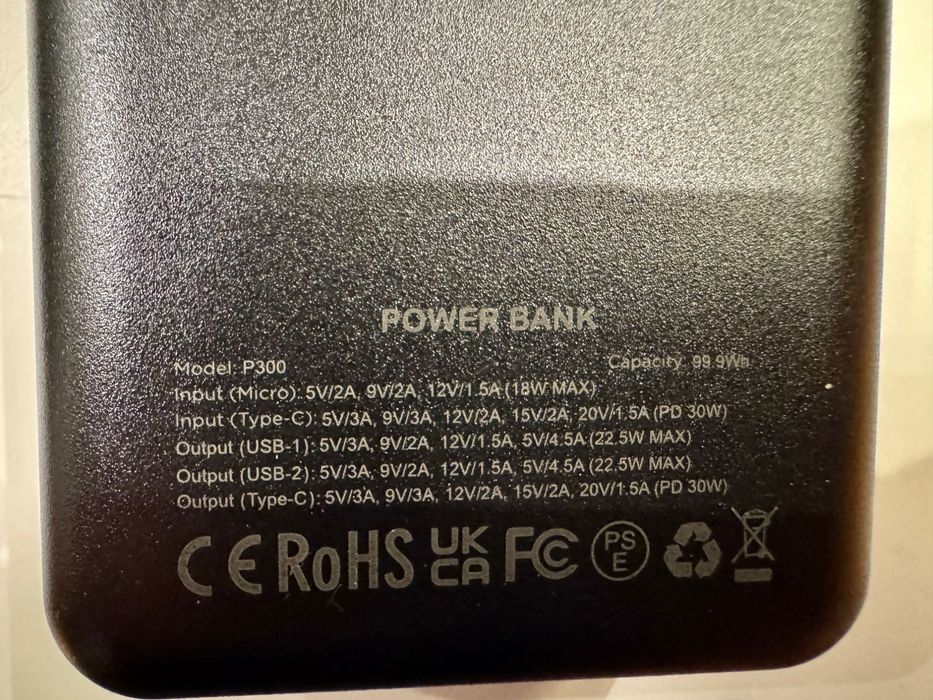 POWER BANK
Model: P300 Capacity: 99.9Wh
Input (Micro): 5V/2A, 9V/2A, 12V/1.5A (18W MAX)
Input (Type-C): 5V/3A, 9V/3A, 12V/2A, 15V/2A, 20V/1.5A (PD 30W)
Output (USB-1): 5V/3A, 9V/2A, 12V/1.5A, 5V/4.5A (22.5W MAX)
Output (USB-2): 5V/3A, 9V/2A, 12V/1.5A, 5V/4.5A (22.5W MAX)
Output (Type-C): 5V/3A, 9V/3A, 12V/2A, 15V/2A, 20V/1.5A (PD 30W)
CE RoHS UK CA FC PS E